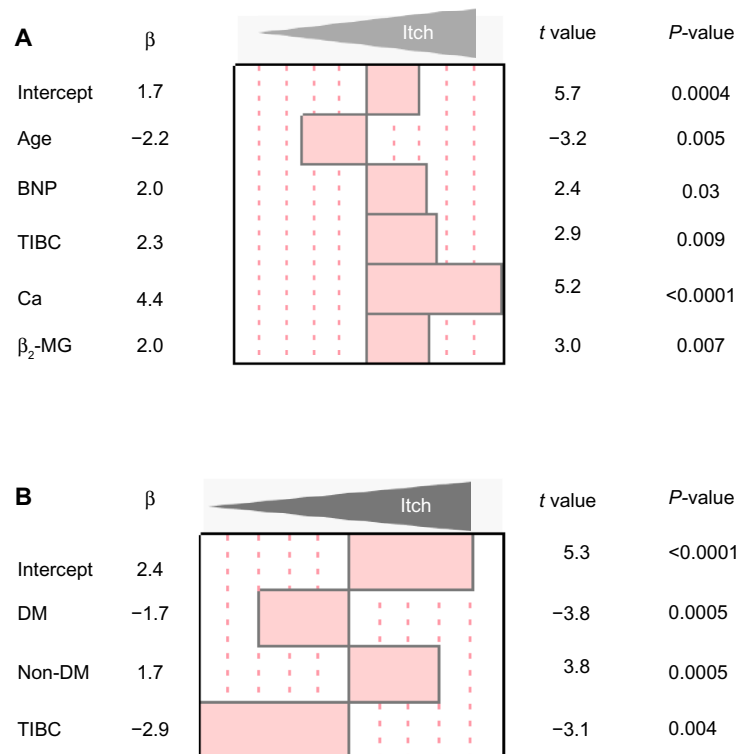 A β Itch t value P-value
Intercept 1.7 5.7 0.0004
Age −2.2 −3.2 0.005
BNP 2.0 2.4 0.03
TIBC 2.3 2.9 0.009
Ca 4.4 5.2 <0.0001
β₂-MG 2.0 3.0 0.007
B β Itch t value P-value
Intercept 2.4 5.3 <0.0001
DM −1.7 −3.8 0.0005
Non-DM 1.7 3.8 0.0005
TIBC −2.9 −3.1 0.004